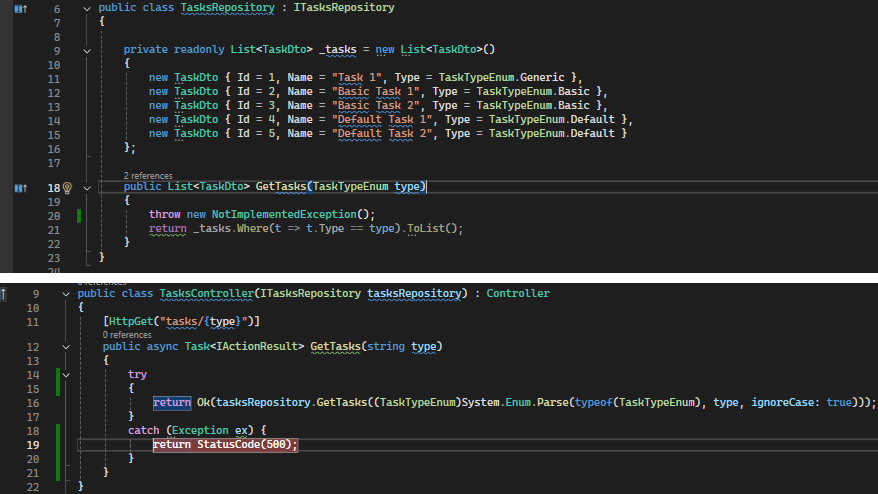 6 public class TasksRepository : ITasksRepository
7 {
8
9 private readonly List<TaskDto> _tasks = new List<TaskDto>()
10 {
11 new TaskDto { Id = 1, Name = "Task 1", Type = TaskTypeEnum.Generic },
12 new TaskDto { Id = 2, Name = "Basic Task 1", Type = TaskTypeEnum.Basic },
13 new TaskDto { Id = 3, Name = "Basic Task 2", Type = TaskTypeEnum.Basic },
14 new TaskDto { Id = 4, Name = "Default Task 1", Type = TaskTypeEnum.Default },
15 new TaskDto { Id = 5, Name = "Default Task 2", Type = TaskTypeEnum.Default }
16 };
17
2 references
18 public List<TaskDto> GetTasks(TaskTypeEnum type)
19 {
20 throw new NotImplementedException();
21 return _tasks.Where(t => t.Type == type).ToList();
22 }
23 }
24
0 references
9 public class TasksController(ITasksRepository tasksRepository) : Controller
10 {
11 [HttpGet("tasks/{type}")]
0 references
12 public async Task<IActionResult> GetTasks(string type)
13 {
14 try
15 {
16 return Ok(tasksRepository.GetTasks((TaskTypeEnum)System.Enum.Parse(typeof(TaskTypeEnum), type, ignoreCase: true)));
17 }
18 catch (Exception ex) {
19 return StatusCode(500);
20 }
21 }
22 }